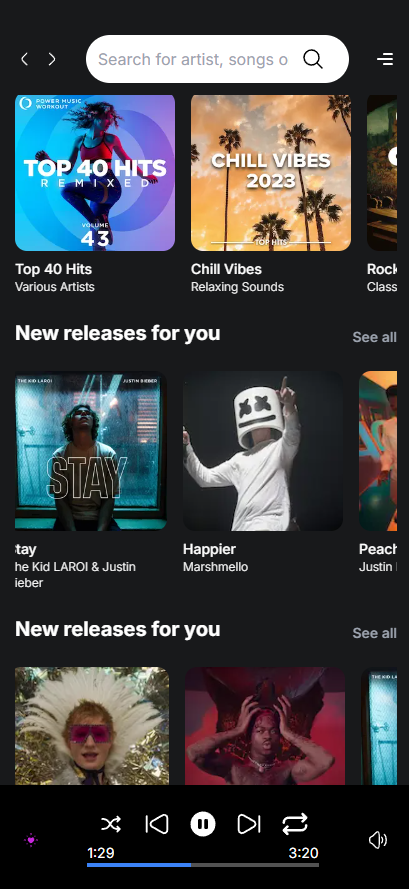 Search for artist, songs o
POWER MUSIC
WORKOUT
TOP 40 HITS
REMIXED
VOLUME
43
CHILL VIBES
2023
TOP HITS
Top 40 Hits
Various Artists
Chill Vibes
Relaxing Sounds
Rock
Class
New releases for you
See all
THE KID LAROI
JUSTIN BIEBER
STAY
tay
he Kid LAROI & Justin
ieber
Happier
Marshmello
Peach
Justin
New releases for you
See all
THE KID LA
1:29
3:20